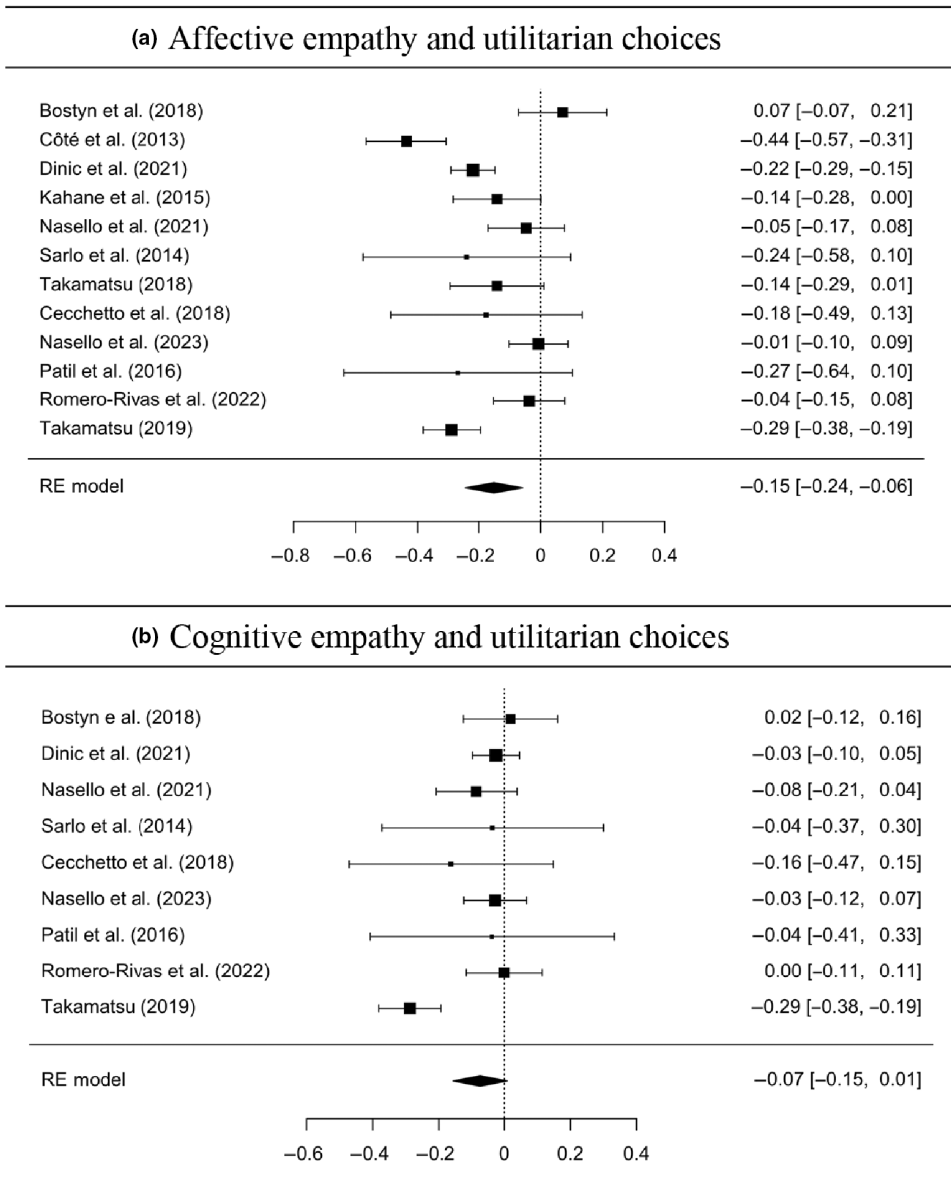 (a) Affective empathy and utilitarian choices
Bostyn et al. (2018) 0.07 [−0.07, 0.21]
Côté et al. (2013) −0.44 [−0.57, −0.31]
Dinic et al. (2021) −0.22 [−0.29, −0.15]
Kahane et al. (2015) −0.14 [−0.28, 0.00]
Nasello et al. (2021) −0.05 [−0.17, 0.08]
Sarlo et al. (2014) −0.24 [−0.58, 0.10]
Takamatsu (2018) −0.14 [−0.29, 0.01]
Cecchetto et al. (2018) −0.18 [−0.49, 0.13]
Nasello et al. (2023) −0.01 [−0.10, 0.09]
Patil et al. (2016) −0.27 [−0.64, 0.10]
Romero-Rivas et al. (2022) −0.04 [−0.15, 0.08]
Takamatsu (2019) −0.29 [−0.38, −0.19]
RE model −0.15 [−0.24, −0.06]
−0.8 −0.6 −0.4 −0.2 0 0.2 0.4
(b) Cognitive empathy and utilitarian choices
Bostyn e al. (2018) 0.02 [−0.12, 0.16]
Dinic et al. (2021) −0.03 [−0.10, 0.05]
Nasello et al. (2021) −0.08 [−0.21, 0.04]
Sarlo et al. (2014) −0.04 [−0.37, 0.30]
Cecchetto et al. (2018) −0.16 [−0.47, 0.15]
Nasello et al. (2023) −0.03 [−0.12, 0.07]
Patil et al. (2016) −0.04 [−0.41, 0.33]
Romero-Rivas et al. (2022) 0.00 [−0.11, 0.11]
Takamatsu (2019) −0.29 [−0.38, −0.19]
RE model −0.07 [−0.15, 0.01]
−0.6 −0.4 −0.2 0 0.2 0.4